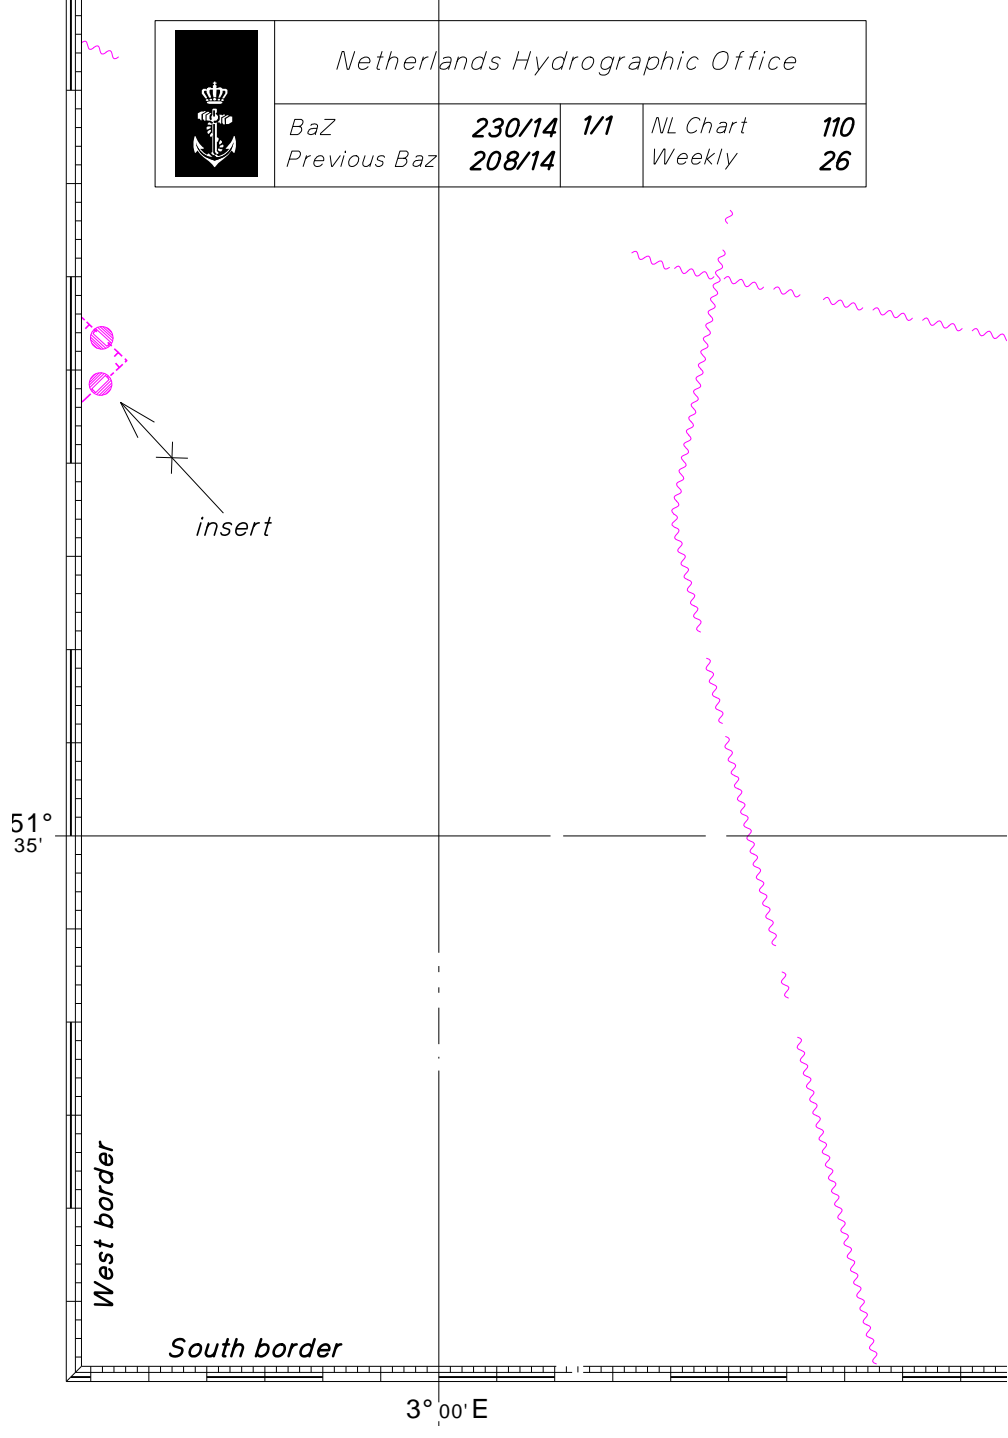 Netherlands Hydrographic Office
BaZ 230/14 1/1 NL Chart 110
Previous Baz 208/14 Weekly 26
insert
51°
35'
West border
South border
3° 00' E